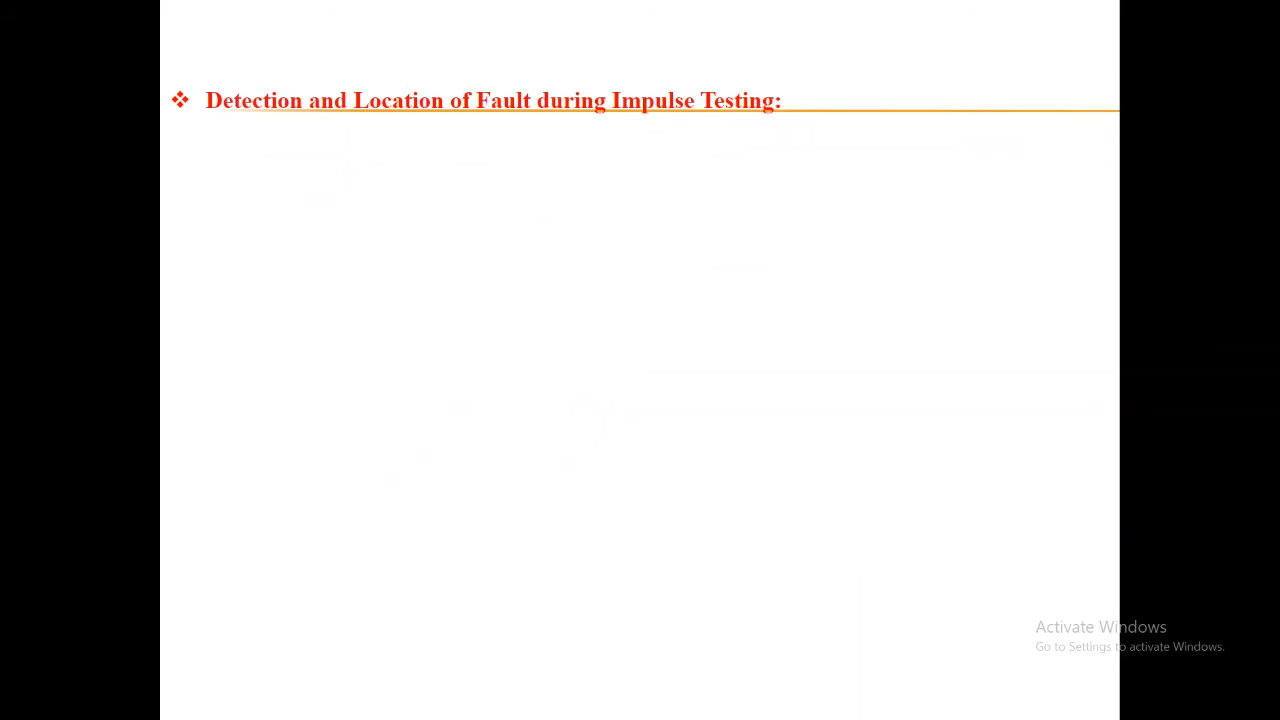 ❖ Detection and Location of Fault during Impulse Testing:
Activate Windows
Go to Settings to activate Windows.